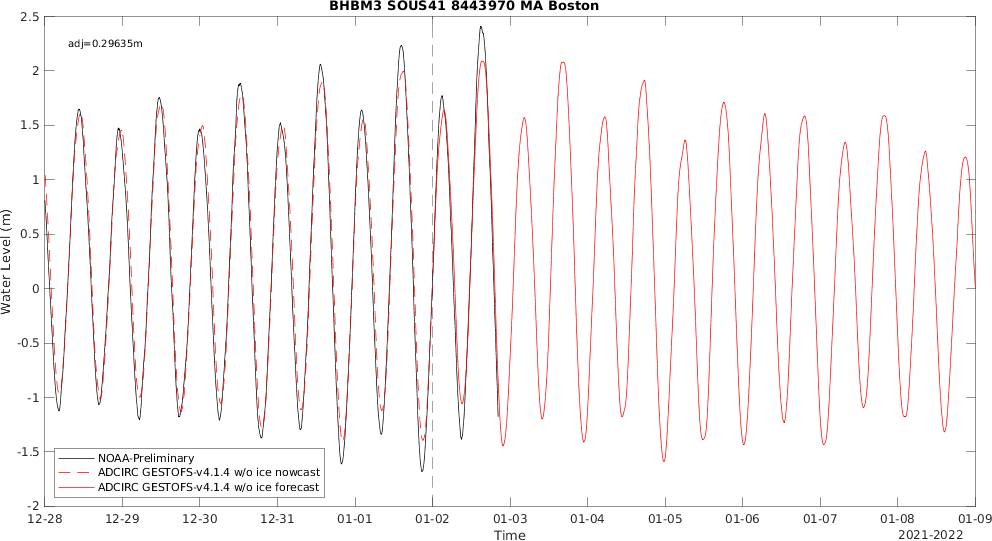 BHBM3 SOUS41 8443970 MA Boston
2.5
adj=0.29635m
2
1.5
1
0.5
0
-0.5
-1
-1.5
-2
Water Level (m)
NOAA-Preliminary
ADCIRC GESTOFS-v4.1.4 w/o ice nowcast
ADCIRC GESTOFS-v4.1.4 w/o ice forecast
12-28 12-29 12-30 12-31 01-01 01-02 01-03 01-04 01-05 01-06 01-07 01-08 01-09
Time
2021-2022